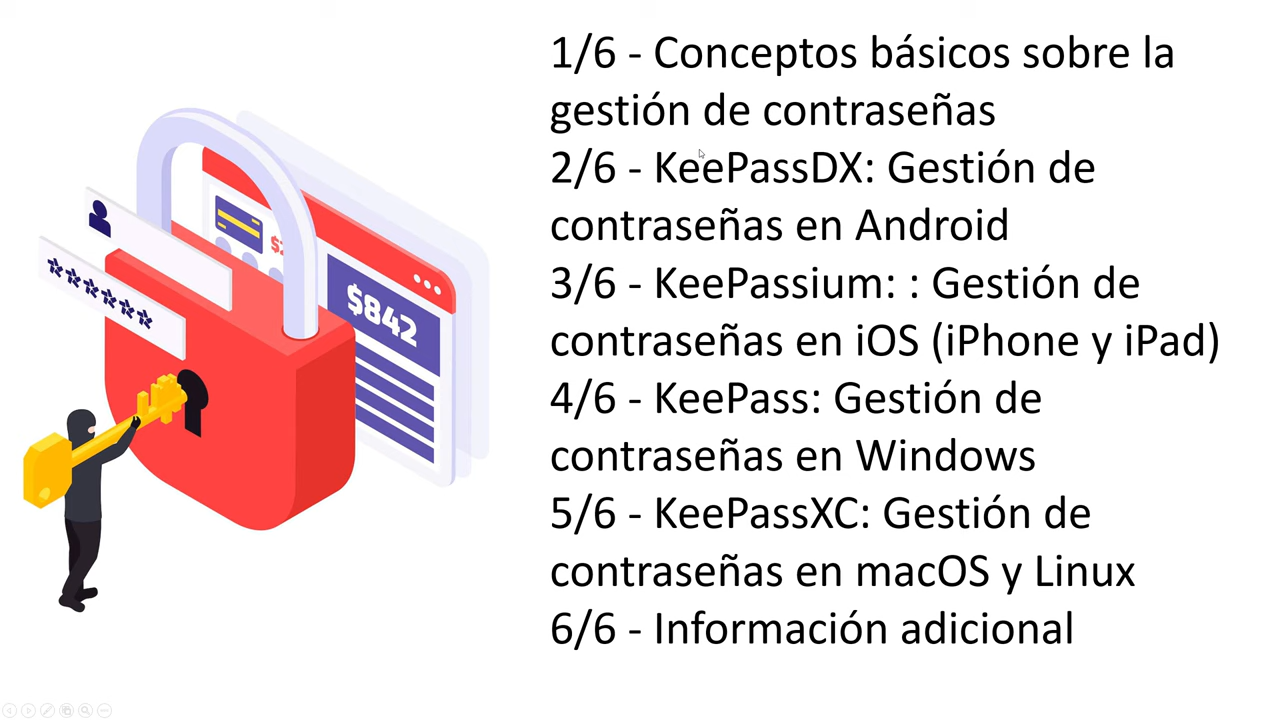 1/6 - Conceptos básicos sobre la
gestión de contraseñas
2/6 - KeePassDX: Gestión de
contraseñas en Android
3/6 - KeePassium: : Gestión de
contraseñas en iOS (iPhone y iPad)
4/6 - KeePass: Gestión de
contraseñas en Windows
5/6 - KeePassXC: Gestión de
contraseñas en macOS y Linux
6/6 - Información adicional
$842
******